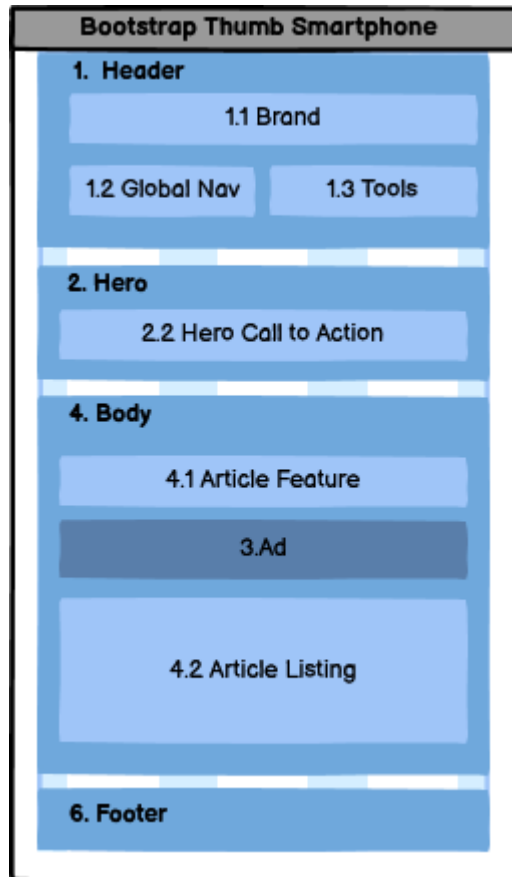 Bootstrap Thumb Smartphone
1. Header
1.1 Brand
1.2 Global Nav
1.3 Tools
2. Hero
2.2 Hero Call to Action
4. Body
4.1 Article Feature
3.Ad
4.2 Article Listing
6. Footer